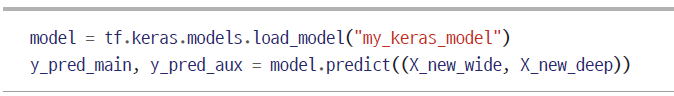 model = tf.keras.models.load_model("my_keras_model")
y_pred_main, y_pred_aux = model.predict((X_new_wide, X_new_deep))